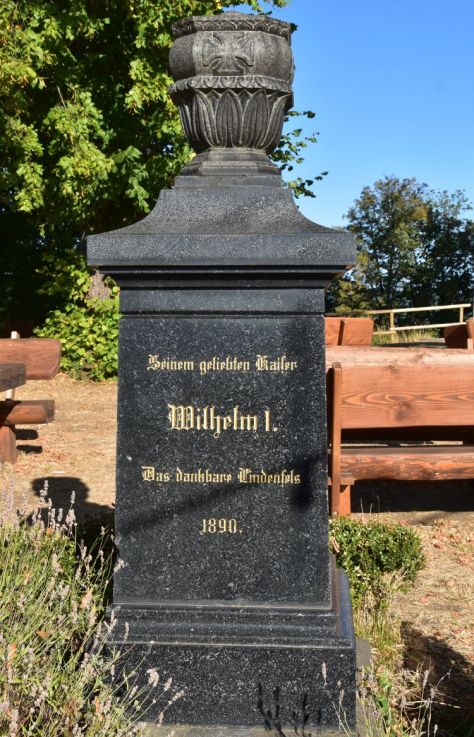 Seinem geliebten Kaiser
Wilhelm I.
Das dankbare Lindenfels
1890.